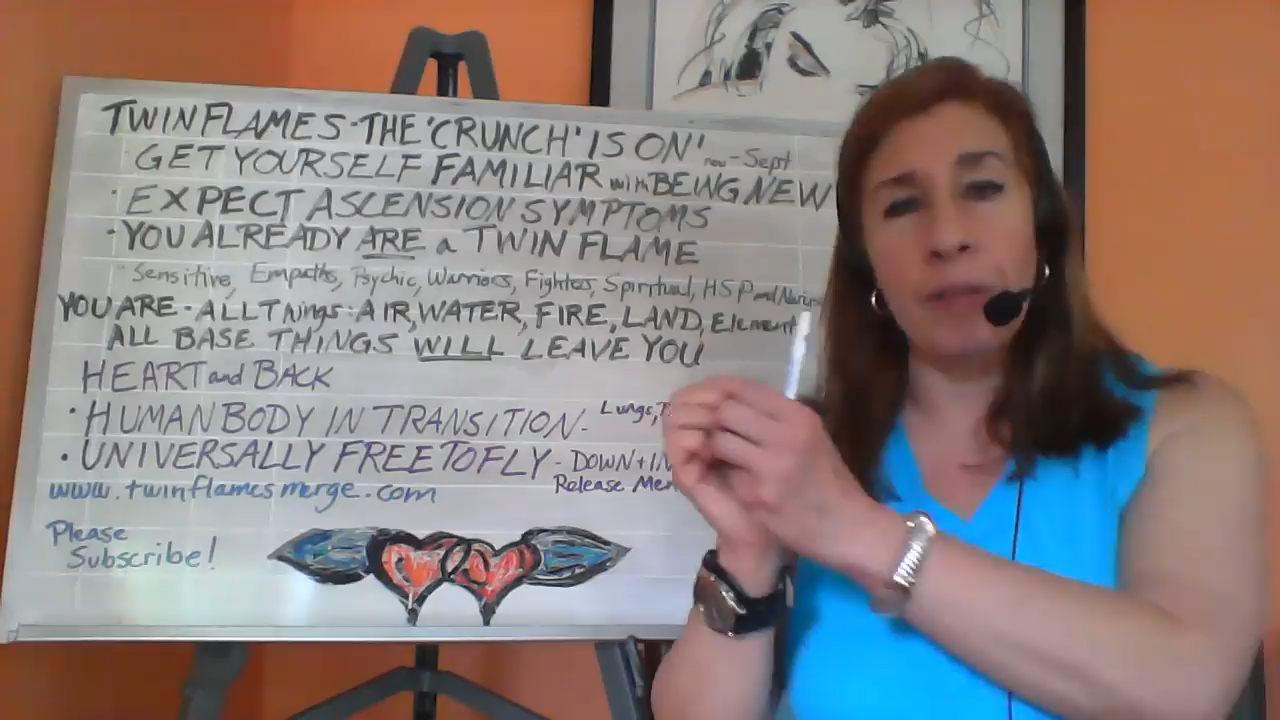 TWIN FLAMES - THE 'CRUNCH' IS ON' now - Sept
GET YOURSELF FAMILIAR with BEING NEW
· EXPECT ASCENSION SYMPTOMS
· YOU ALREADY ARE a TWIN FLAME
Sensitive, Empaths, Psychic, Warriors, Fighters, Spiritual, HSP and
YOU ARE - ALL Things: AIR, WATER, FIRE, LAND, Element
ALL BASE THINGS WILL LEAVE YOU
HEART and BACK
· HUMAN BODY IN TRANSITION - Lungs,
· UNIVERSALLY FREE TO FLY - DOWN + IN
Release
www.twinflamesmerge.com
Please
Subscribe!